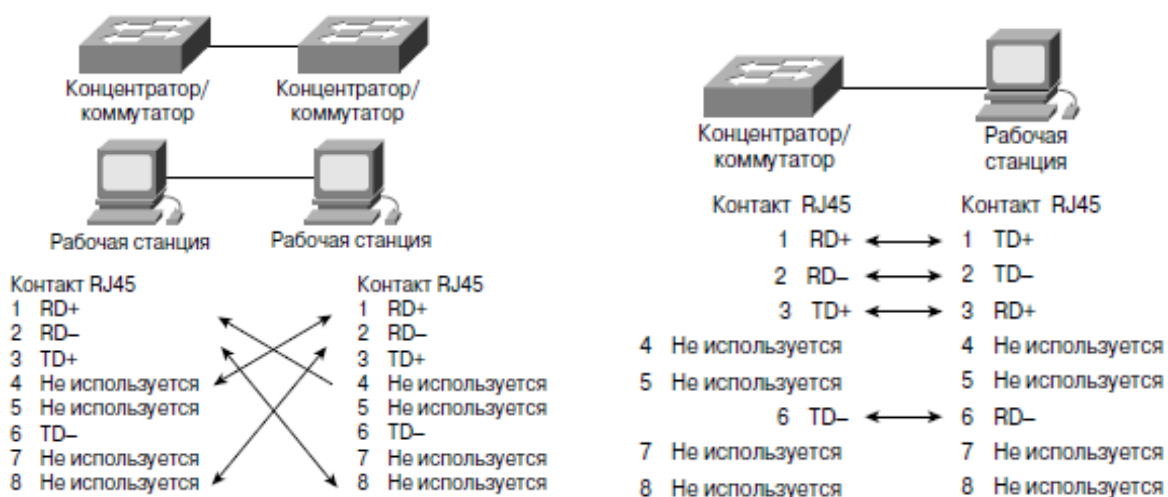 Концентратор/ Концентратор/
коммутатор коммутатор
Рабочая станция Рабочая станция
Контакт RJ45 Контакт RJ45
1 RD+ 1 RD+
2 RD– 2 RD–
3 TD+ 3 TD+
4 Не используется 4 Не используется
5 Не используется 5 Не используется
6 TD– 6 TD–
7 Не используется 7 Не используется
8 Не используется 8 Не используется
Концентратор/ Рабочая
коммутатор станция
Контакт RJ45 Контакт RJ45
1 RD+ 1 TD+
2 RD– 2 TD–
3 TD+ 3 RD+
4 Не используется 4 Не используется
5 Не используется 5 Не используется
6 TD– 6 RD–
7 Не используется 7 Не используется
8 Не используется 8 Не используется